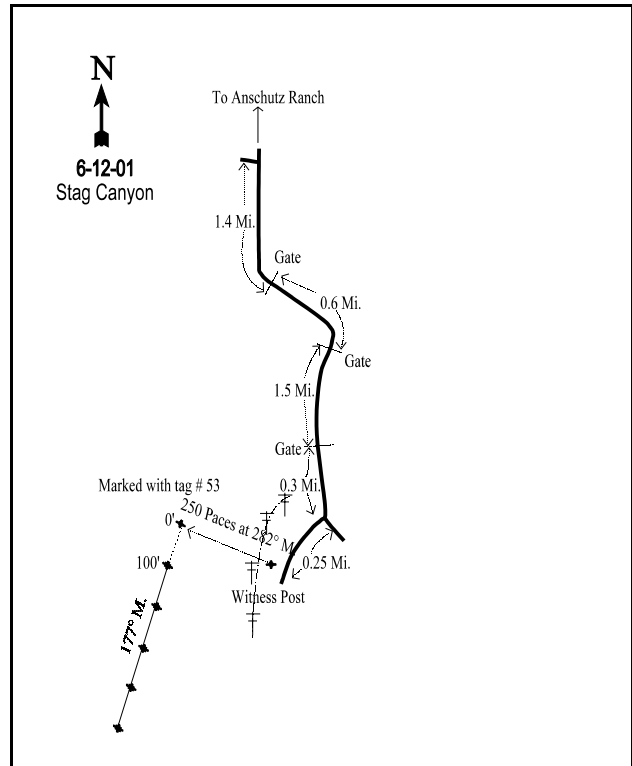 N
6-12-01
Stag Canyon
To Anschutz Ranch
1.4 Mi.
Gate
0.6 Mi.
Gate
1.5 Mi.
Gate
0.3 Mi.
Marked with tag # 53
250 Paces at 282° M.
0'
100'
0.25 Mi.
Witness Post
177° M.